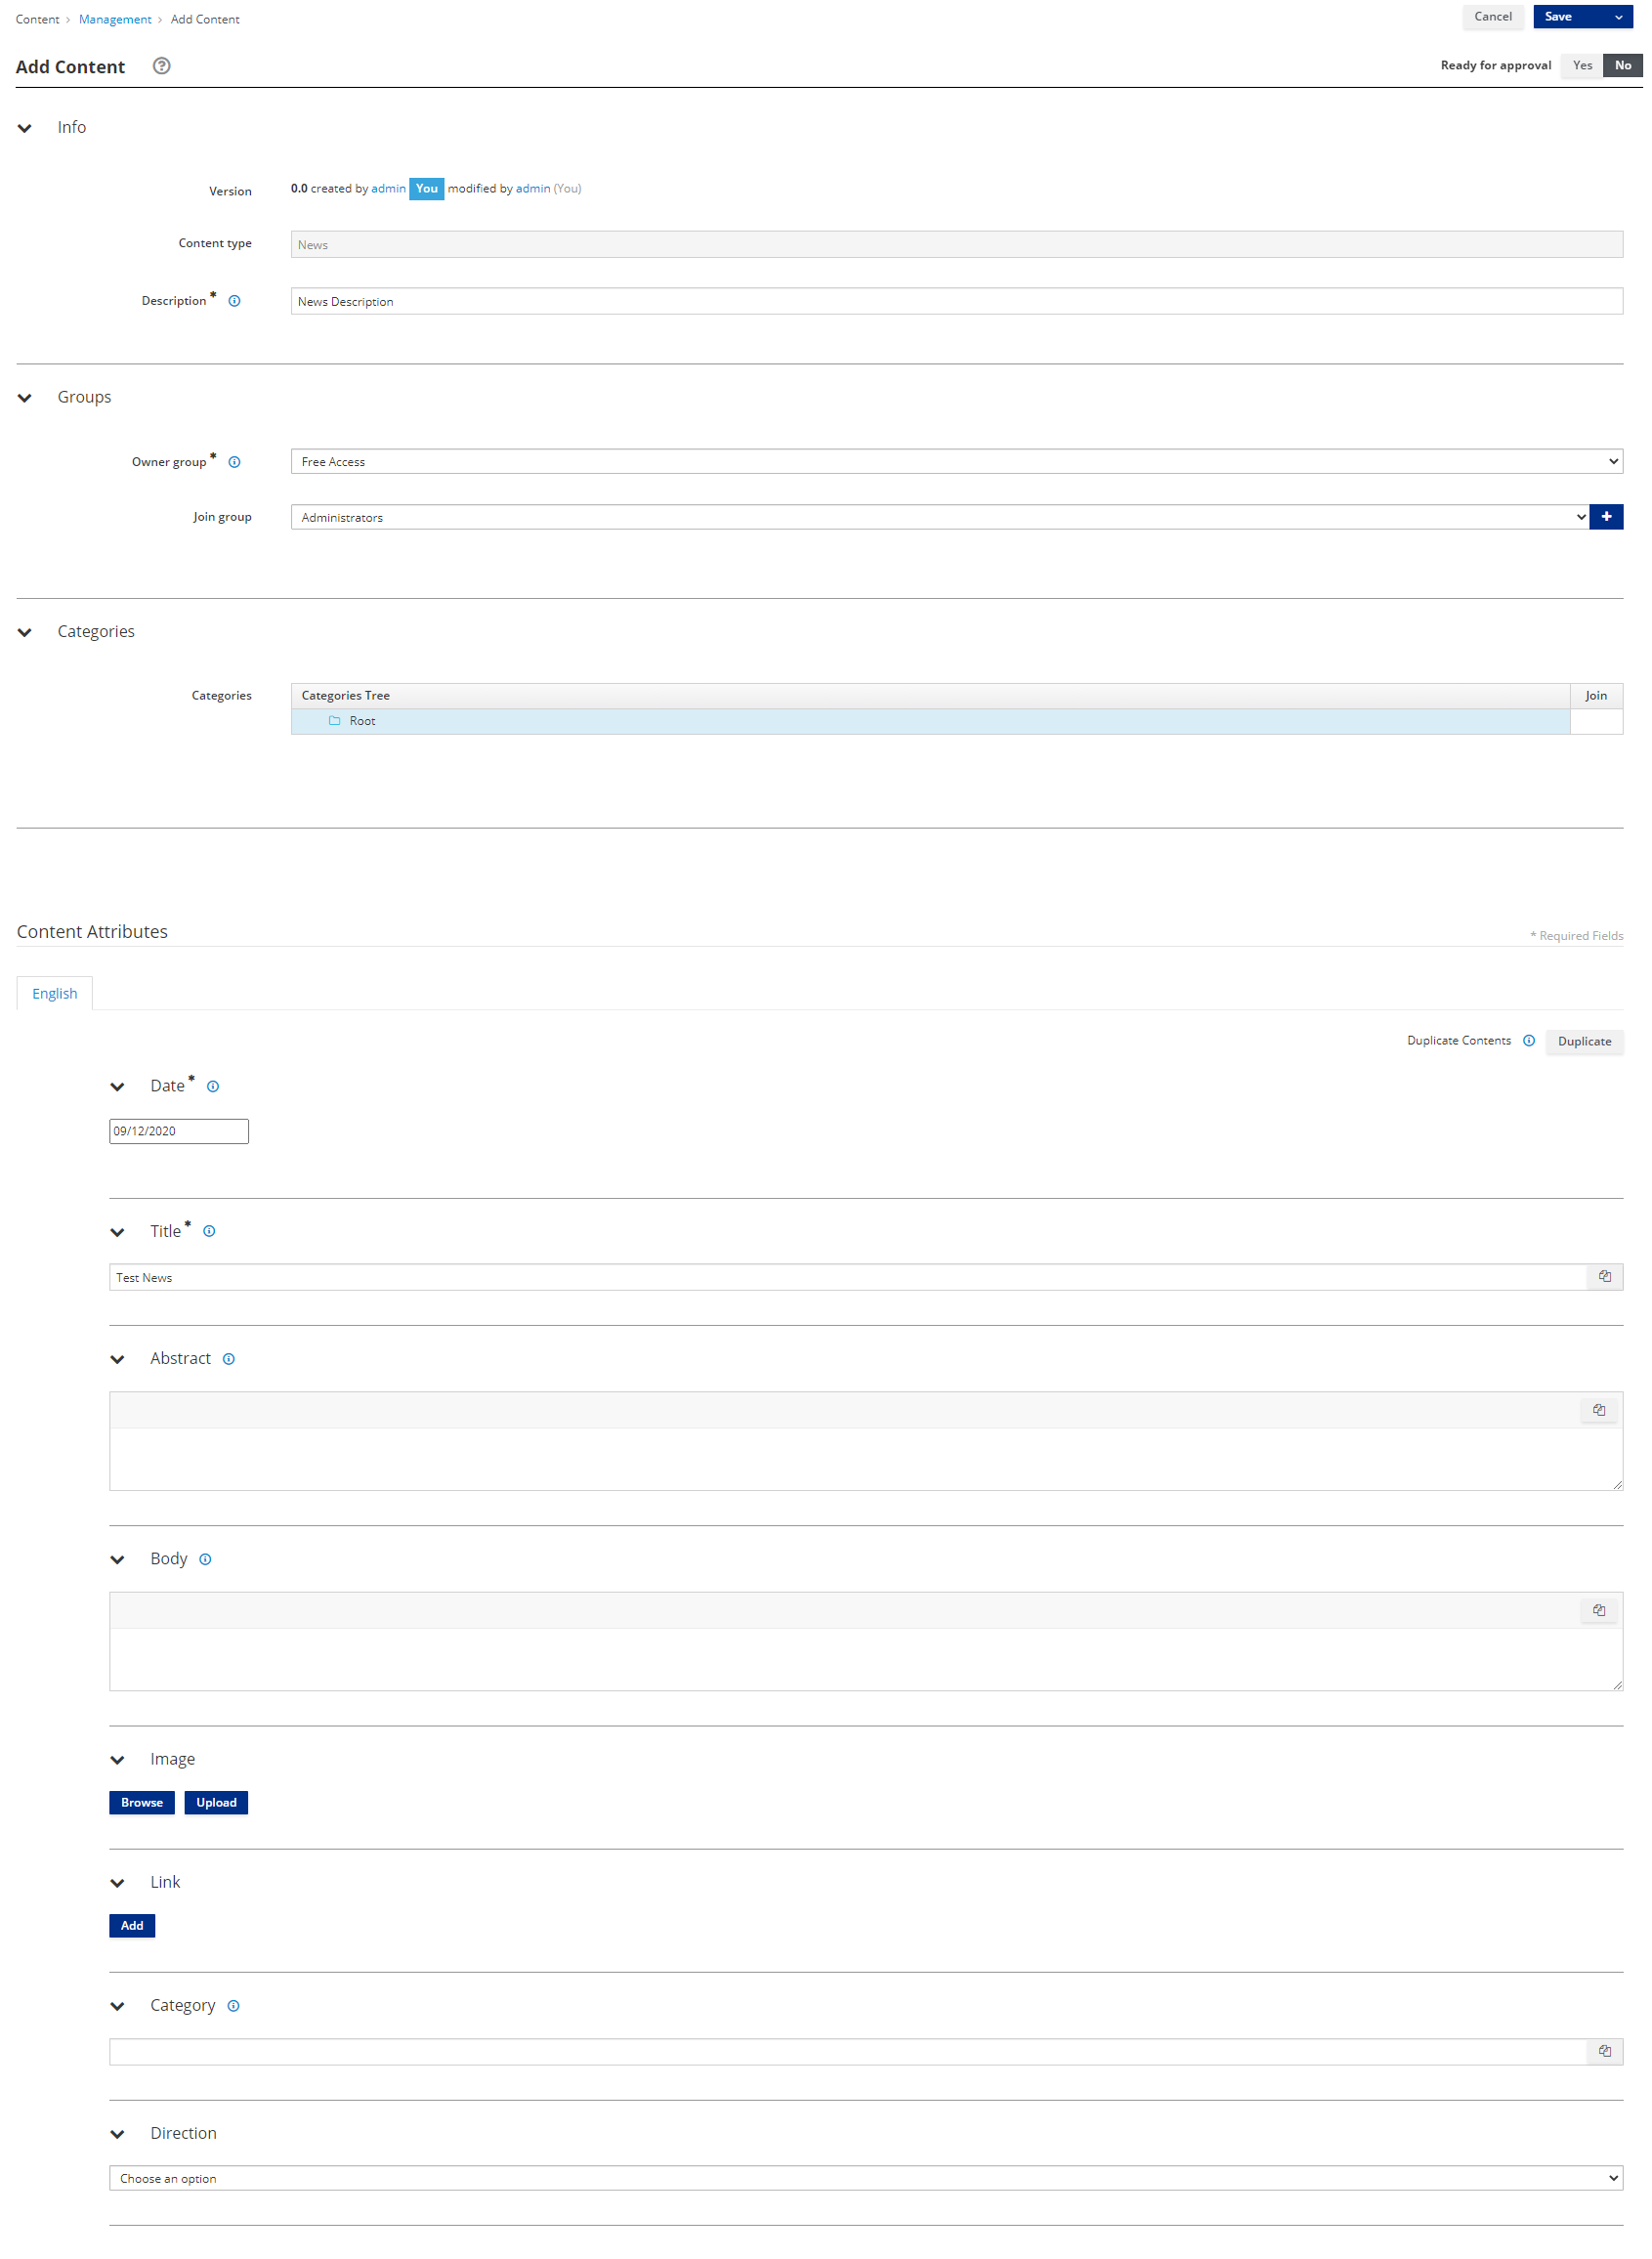 Content › Management › Add Content
Cancel
Save
Add Content
Ready for approval Yes No
Info
Version 0.0 created by admin You modified by admin (You)
Content type News
Description * News Description
Groups
Owner group * Free Access
Join group Administrators
Categories
Categories Categories Tree Join
Root
Content Attributes
* Required Fields
English
Duplicate Contents Duplicate
Date *
09/12/2020
Title *
Test News
Abstract
Body
Image
Browse Upload
Link
Add
Category
Direction
Choose an option